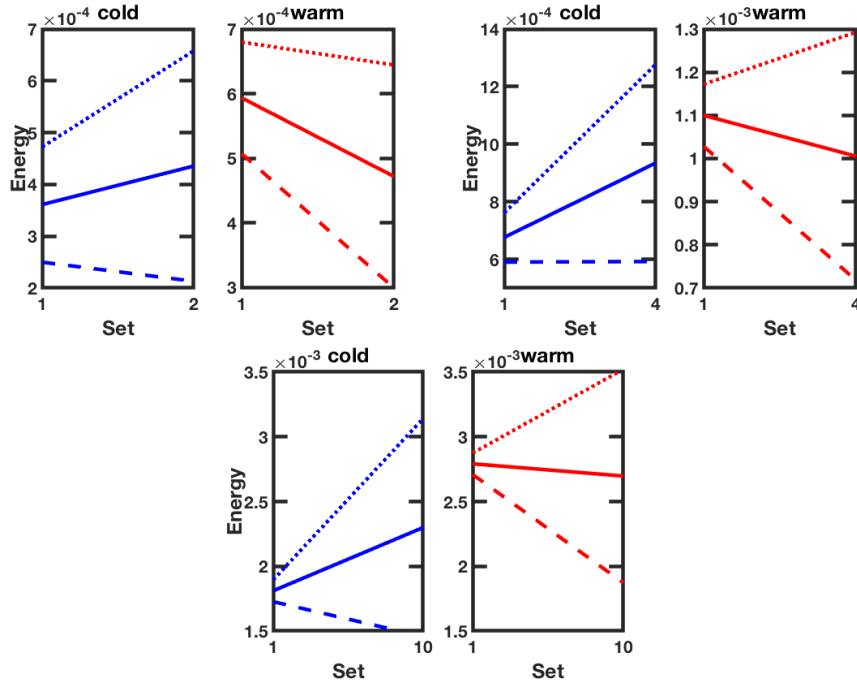 ×10⁻⁴ cold
7
6
5
4
3
2
1 2
Set
Energy
×10⁻⁴ warm
7
6
5
4
3
1 2
Set
×10⁻⁴ cold
14
12
10
8
6
1 4
Set
Energy
×10⁻³ warm
1.3
1.2
1.1
1
0.9
0.8
0.7
1 4
Set
×10⁻³ cold
3.5
3
2.5
2
1.5
1 10
Set
Energy
×10⁻³ warm
3.5
3
2.5
2
1.5
1 10
Set